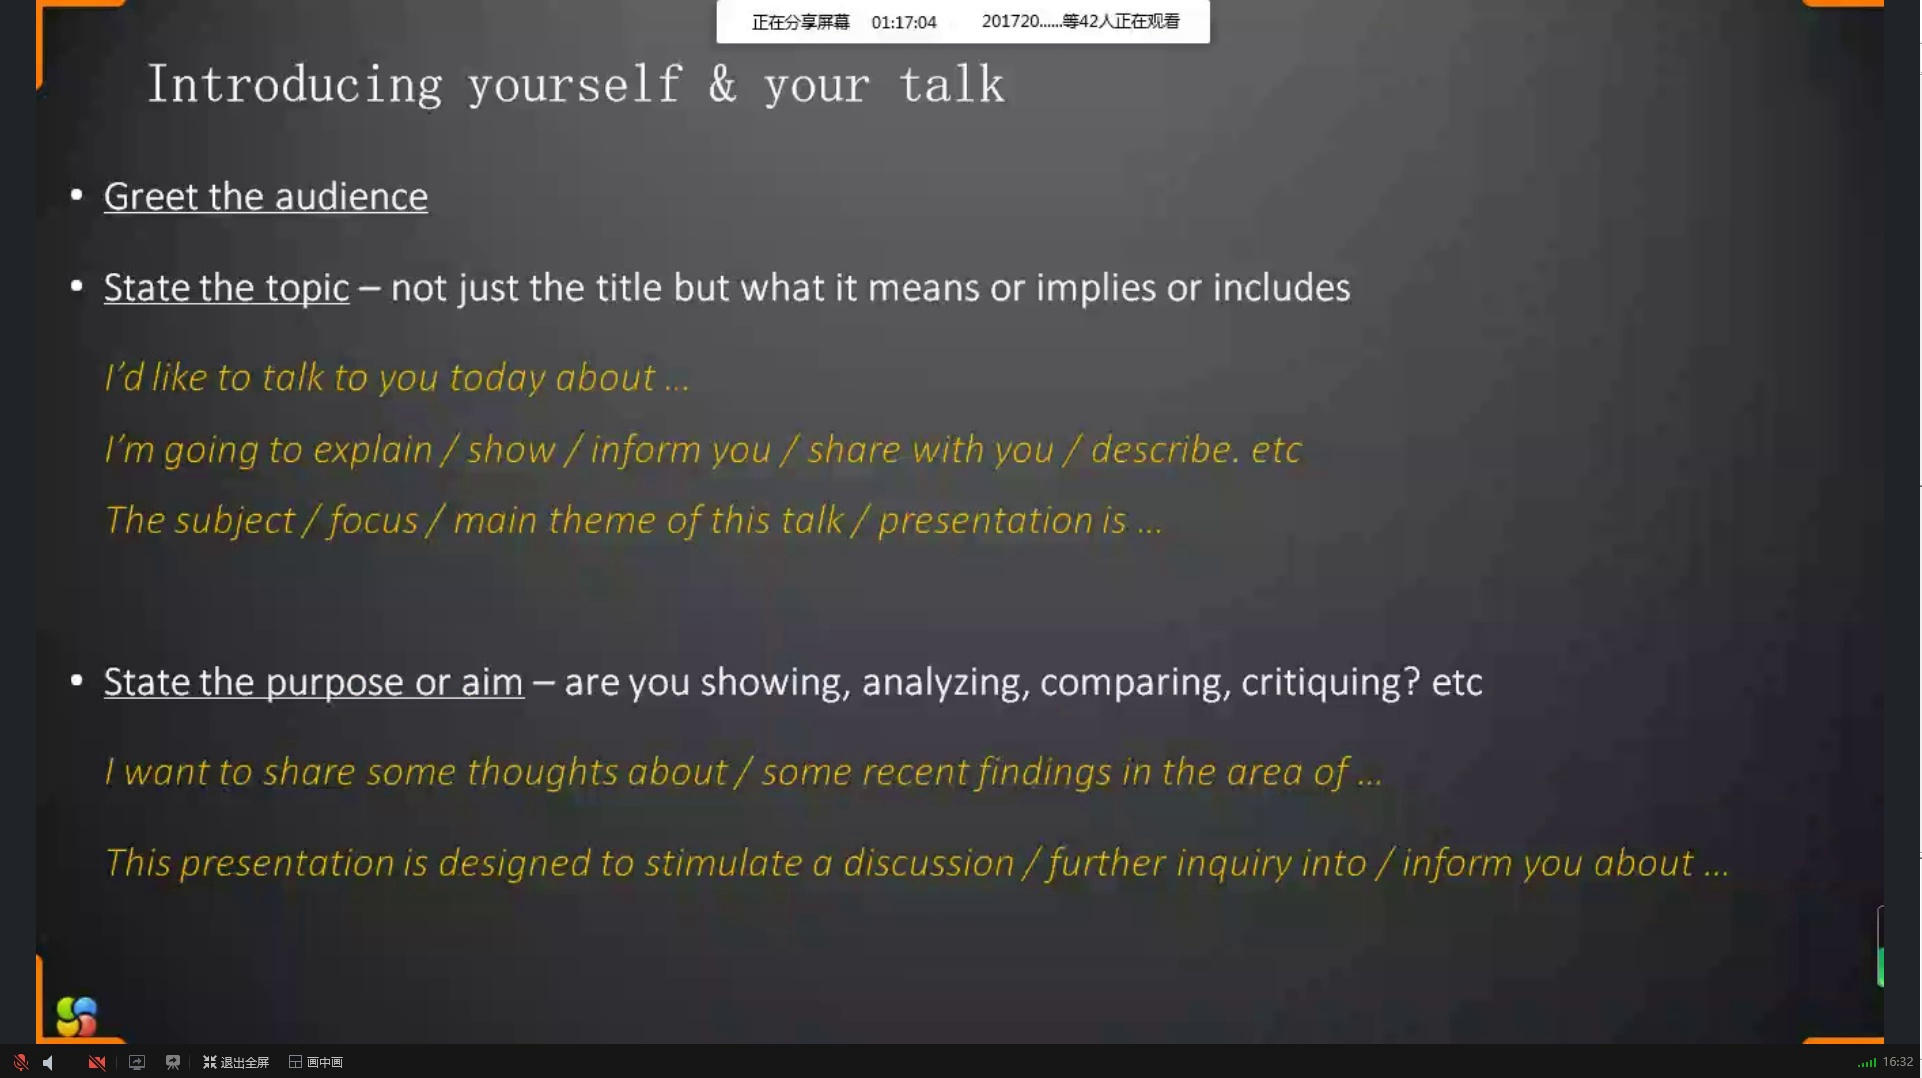 正在分享屏幕 01:17:04 201720......等42人正在观看
Introducing yourself & your talk
• Greet the audience
• State the topic – not just the title but what it means or implies or includes
I’d like to talk to you today about …
I’m going to explain / show / inform you / share with you / describe. etc
The subject / focus / main theme of this talk / presentation is …
• State the purpose or aim – are you showing, analyzing, comparing, critiquing? etc
I want to share some thoughts about / some recent findings in the area of …
This presentation is designed to stimulate a discussion / further inquiry into / inform you about …
退出全屏 画中画 16:32